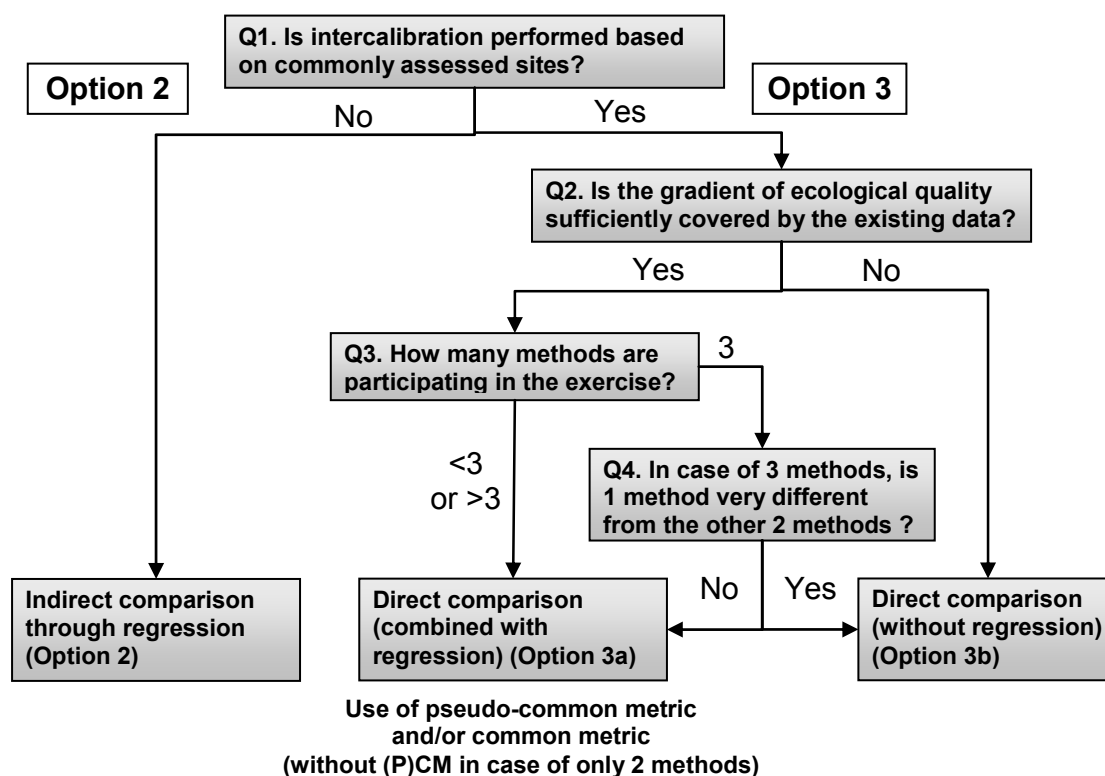 Q1. Is intercalibration performed based
on commonly assessed sites?
Option 2
Option 3
No
Yes
Q2. Is the gradient of ecological quality
sufficiently covered by the existing data?
Yes
No
Q3. How many methods are
participating in the exercise?
3
<3
or >3
Q4. In case of 3 methods, is
1 method very different
from the other 2 methods ?
No
Yes
Indirect comparison
through regression
(Option 2)
Direct comparison
(combined with
regression) (Option 3a)
Direct comparison
(without regression)
(Option 3b)
Use of pseudo-common metric
and/or common metric
(without (P)CM in case of only 2 methods)